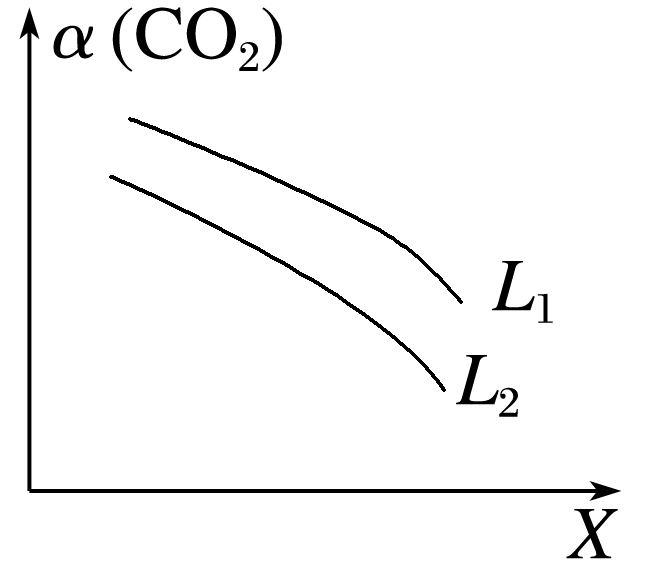 α (CO₂)
L₁
L₂
X